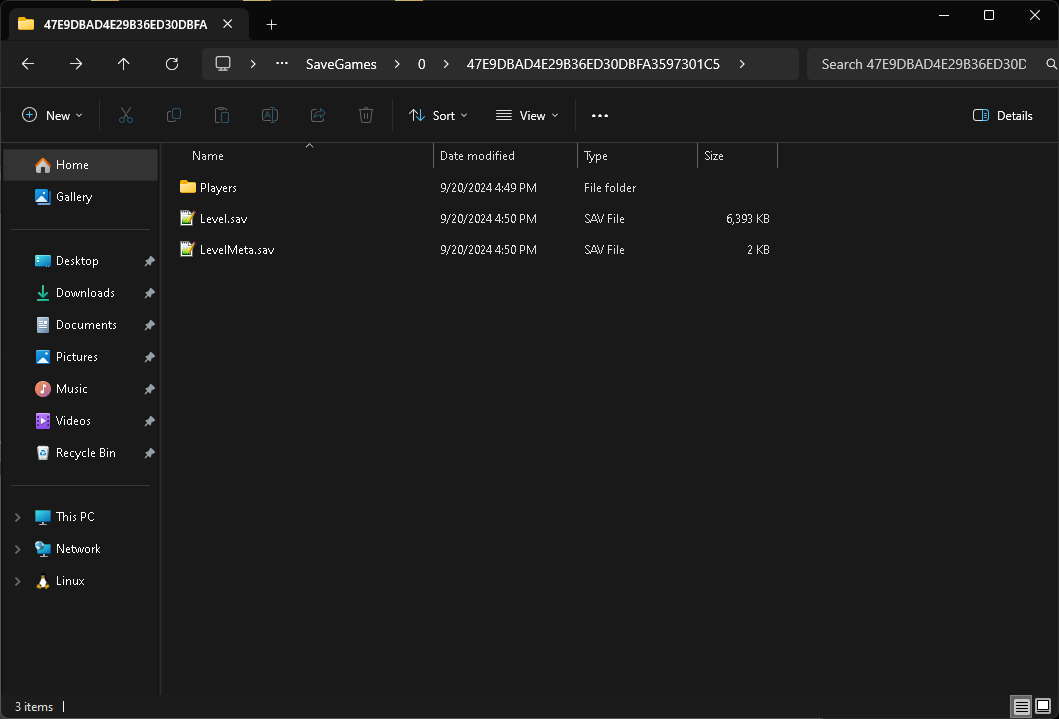 47E9DBAD4E29B36ED30DBFA
SaveGames 0 47E9DBAD4E29B36ED30DBFA3597301C5 Search 47E9DBAD4E29B36ED30D
New Sort View Details
Name Date modified Type Size
Home
Gallery
Desktop
Downloads
Documents
Pictures
Music
Videos
Recycle Bin
This PC
Network
Linux
Players 9/20/2024 4:49 PM File folder
Level.sav 9/20/2024 4:50 PM SAV File 6,393 KB
LevelMeta.sav 9/20/2024 4:50 PM SAV File 2 KB
3 items